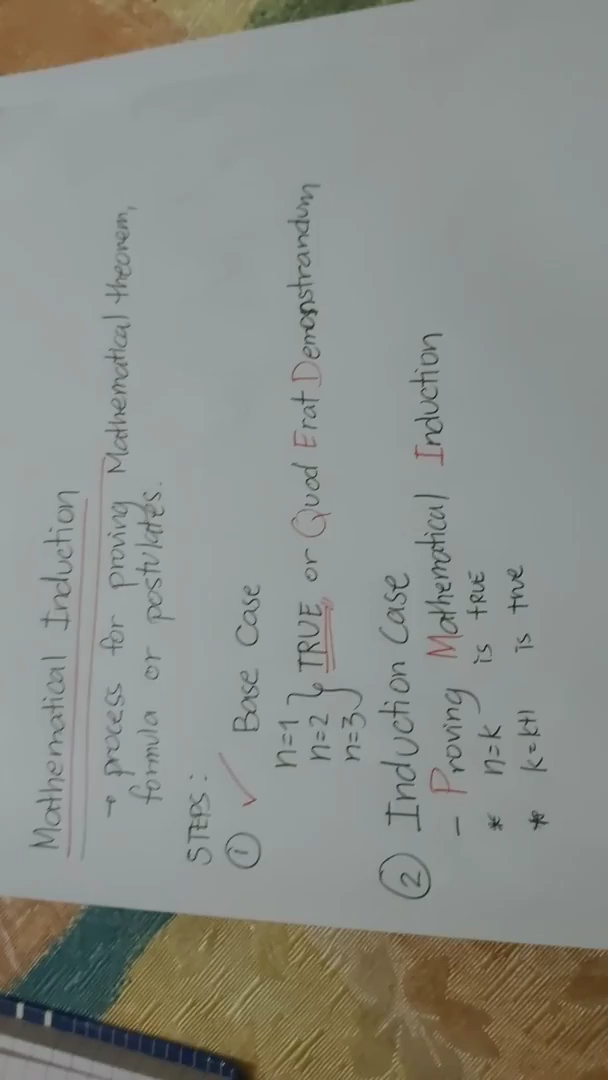 Mathematical Induction
→ process for proving Mathematical theorem,
formula or postulates.
STEPS:
① ✓ Base Case
n=1
n=2 } TRUE, or Quod Erat Demonstrandum
n=3
② Induction Case
- Proving Mathematical Induction
* n=k is tRUE
* k=k+1 is true